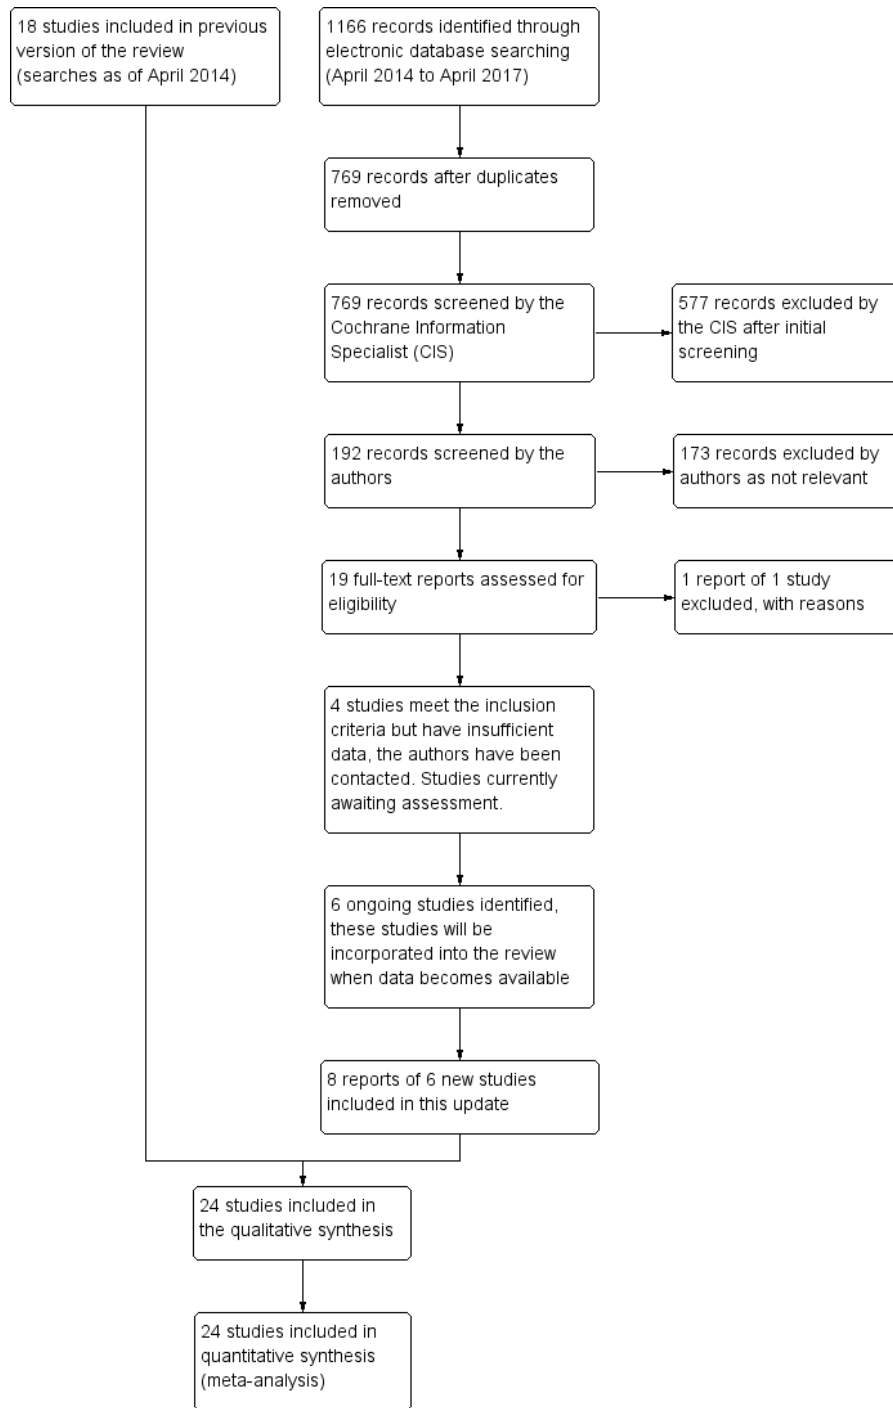 18 studies included in previous
version of the review
(searches as of April 2014)
1166 records identified through
electronic database searching
(April 2014 to April 2017)
769 records after duplicates
removed
769 records screened by the
Cochrane Information
Specialist (CIS)
577 records excluded by
the CIS after initial
screening
192 records screened by the
authors
173 records excluded by
authors as not relevant
19 full-text reports assessed for
eligibility
1 report of 1 study
excluded, with reasons
4 studies meet the inclusion
criteria but have insufficient
data, the authors have been
contacted. Studies currently
awaiting assessment.
6 ongoing studies identified,
these studies will be
incorporated into the review
when data becomes available
8 reports of 6 new studies
included in this update
24 studies included in
the qualitative synthesis
24 studies included in
quantitative synthesis
(meta-analysis)